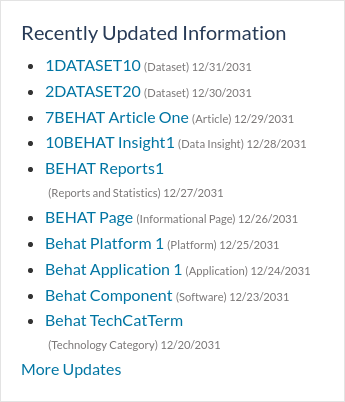 Recently Updated Information
1DATASET10 (Dataset) 12/31/2031
2DATASET20 (Dataset) 12/30/2031
7BEHAT Article One (Article) 12/29/2031
10BEHAT Insight1 (Data Insight) 12/28/2031
BEHAT Reports1
(Reports and Statistics) 12/27/2031
BEHAT Page (Informational Page) 12/26/2031
Behat Platform 1 (Platform) 12/25/2031
Behat Application 1 (Application) 12/24/2031
Behat Component (Software) 12/23/2031
Behat TechCatTerm
(Technology Category) 12/20/2031
More Updates